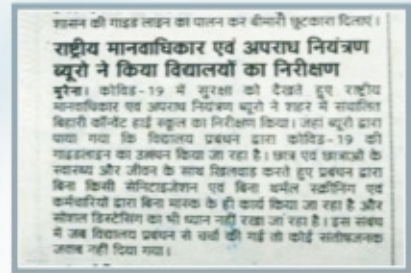 शासन की गाइड लाइन का पालन कर बीमारी छूटकारा दिलाएं।
राष्ट्रीय मानवाधिकार एवं अपराध नियंत्रण
ब्यूरो ने किया विद्यालयों का निरीक्षण
मुरैना। कोविड-19 में सुरक्षा को देखते हुए राष्ट्रीय
मानवाधिकार एवं अपराध नियंत्रण ब्यूरो ने शहर में संचालित
बिहारी कॉन्वेंट हाई स्कूल का निरीक्षण किया। जहा ब्यूरो द्वारा
पाया गया कि विद्यालय प्रबंधन द्वारा कोविड-19 की
गाइडलाइन का उलंघन किया जा रहा है। छात्र एवं छात्राओ के
स्वास्थ्य और जीवन के साथ खिलवाड करते हुए प्रबंधन द्वारा
बिना किसी सेनिटाइजेशन एवं बिना थर्मल स्क्रीनिंग एवं
कर्मचारियों द्वारा बिना मास्क के ही कार्य किया जा रहा है और
सोशल डिस्टेसिंग का भी ध्यान नहीं रखा जा रहा है। इस संबंध
में जब विद्यालय प्रबंधन से चर्चा की गई तो कोई संतोषजनक
जवाब नहीं दिया गया।